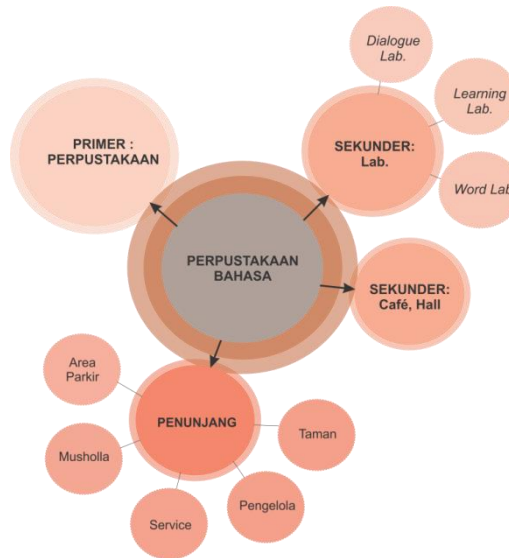 Dialogue
Lab.
Learning
Lab.
PRIMER :
PERPUSTAKAAN
SEKUNDER:
Lab.
Word Lab
PERPUSTAKAAN
BAHASA
SEKUNDER:
Café, Hall
Area
Parkir
PENUNJANG
Taman
Musholla
Pengelola
Service